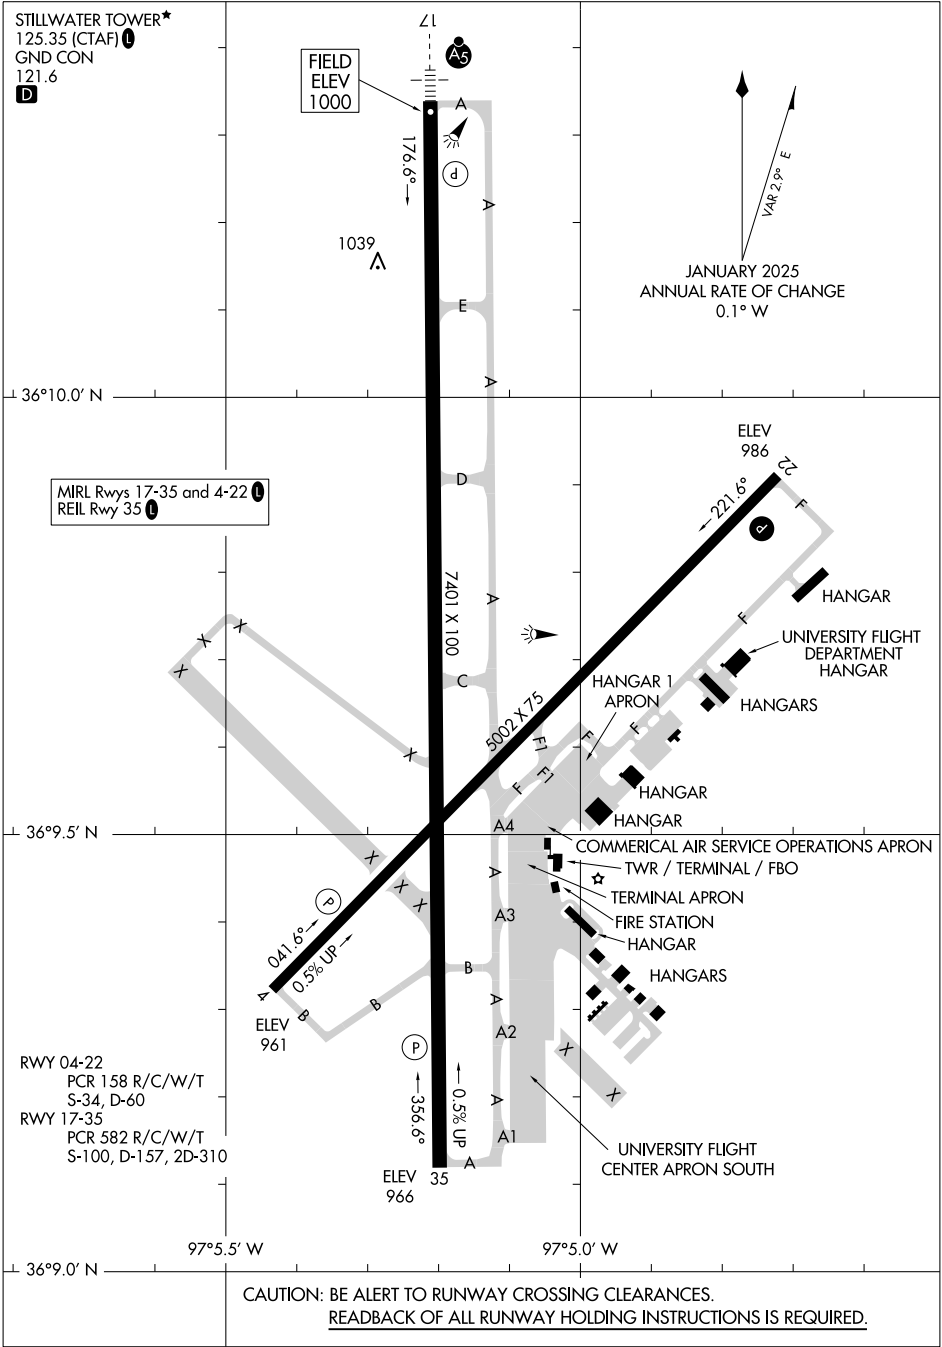 STILLWATER TOWER★
125.35 (CTAF) L
GND CON
121.6
D
17
A5
FIELD
ELEV
1000
A
176.6°
P
A
1039
VAR 2.9° E
JANUARY 2025
ANNUAL RATE OF CHANGE
0.1° W
E
A
36°10.0' N
ELEV
986
22
D
221.6°
MIRL Rwys 17-35 and 4-22 L
REIL Rwy 35 L
P
F
7401 X 100
A
HANGAR
F
X
X
X
UNIVERSITY FLIGHT
DEPARTMENT
HANGAR
C
HANGAR 1
APRON
HANGARS
5002 X 75
F
F
F1
X
F1
F
HANGAR
HANGAR
A4
36°9.5' N
COMMERICAL AIR SERVICE OPERATIONS APRON
X
TWR / TERMINAL / FBO
A
X
TERMINAL APRON
P
X
A3
FIRE STATION
041.6°
HANGAR
0.5% UP
B
HANGARS
4
A
B
B
ELEV
961
A2
P
X
RWY 04-22
PCR 158 R/C/W/T
S-34, D-60
RWY 17-35
PCR 582 R/C/W/T
S-100, D-157, 2D-310
356.6°
0.5% UP
A
X
A1
UNIVERSITY FLIGHT
CENTER APRON SOUTH
A
ELEV
966
35
97°5.5' W
97°5.0' W
36°9.0' N
CAUTION: BE ALERT TO RUNWAY CROSSING CLEARANCES.
READBACK OF ALL RUNWAY HOLDING INSTRUCTIONS IS REQUIRED.